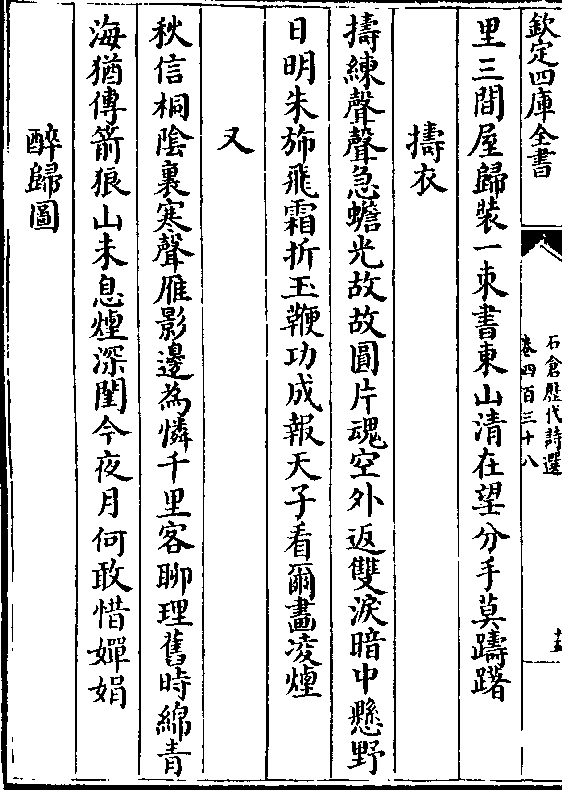 欽定四庫全書
石倉歷代詩選
卷四百三十八
里三間屋歸裝一朿書東山清在望分手莫躊躇
擣衣
擣練聲聲急蟾光故故圓片魂空外返雙淚暗中懸野
日明朱斾飛霜折玉鞭功成報天子看爾畫凌煙
又
秋信桐陰裏寒聲雁影邊為憐千里客聊理舊時綿青
海猶傳箭狼山未息煙深閨今夜月何敢惜嬋娟
醉歸圖